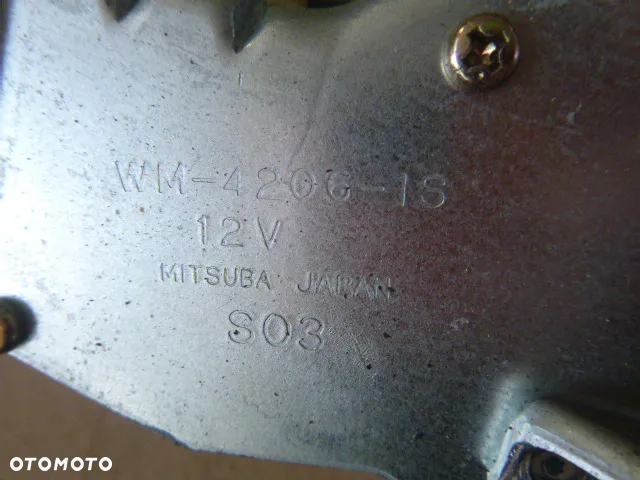 WM-4206-1S
12V
MITSUBA JAPAN
S03
OTOMOTO